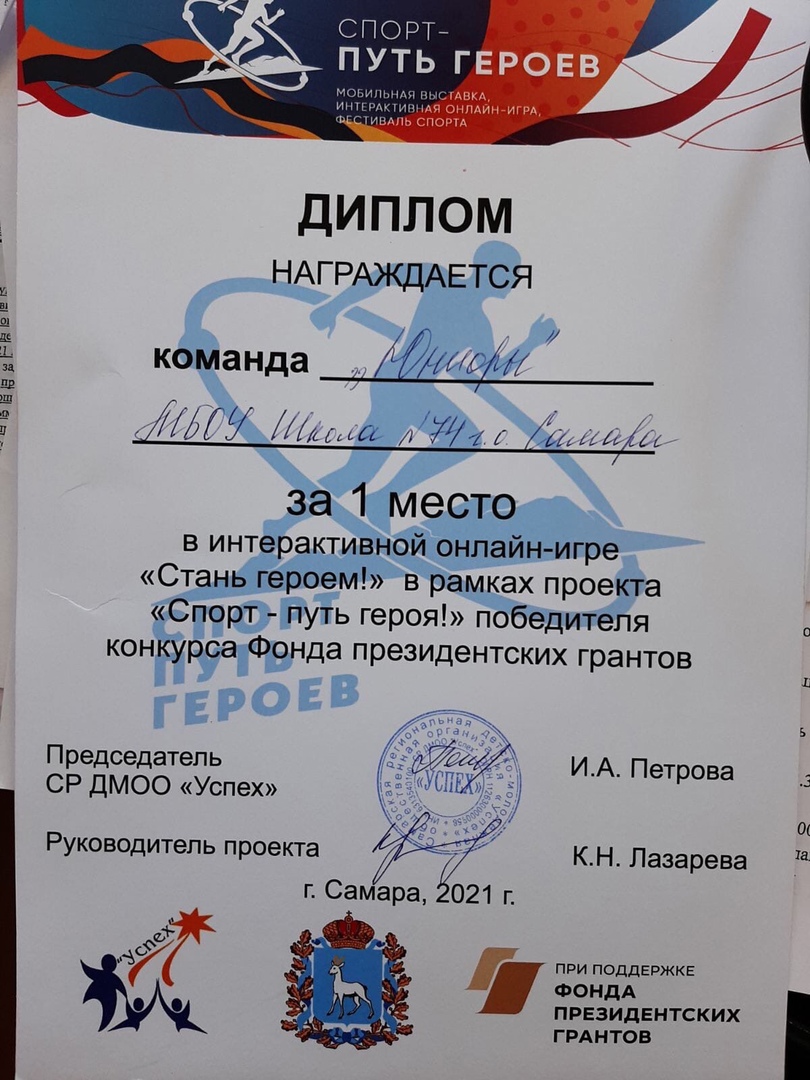 СПОРТ–
ПУТЬ ГЕРОЕВ
МОБИЛЬНАЯ ВЫСТАВКА,
ИНТЕРАКТИВНАЯ ОНЛАЙН-ИГРА,
ФЕСТИВАЛЬ СПОРТА
ДИПЛОМ
НАГРАЖДАЕТСЯ
команда „Юниоры"
МБОУ Школа №74 г.о. Самара
за 1 место
в интерактивной онлайн-игре
«Стань героем!» в рамках проекта
«Спорт - путь героя!» победителя
конкурса Фонда президентских грантов
СПОРТ
ПУТЬ
ГЕРОЕВ
Председатель
СР ДМОО «Успех»
«УСПЕХ»
И.А. Петрова
Руководитель проекта
К.Н. Лазарева
г. Самара, 2021 г.
"Успех"
ПРИ ПОДДЕРЖКЕ
ФОНДА
ПРЕЗИДЕНТСКИХ
ГРАНТОВ